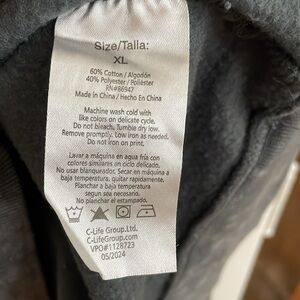 Size/Talla:
XL
60% Cotton / Algodón
40% Polyester / Poliéster
RN#86947
Made in China / Hecho En China
Machine wash cold with
like colors on delicate cycle.
Do not bleach. Tumble dry low.
Remove promptly. Low iron as needed.
Do not iron on print.
Lavar a máquina en agua fría con
colores similares en ciclo delicado.
No usar blanqueador. Secar en máquina a
baja temperatura, quitar rapidamente.
Planchar a baja temperatura
segun sea necesario.
No planchar el estampado.
C-Life Group Ltd.
C-LifeGroup.com
VPO#1128723
05/2024